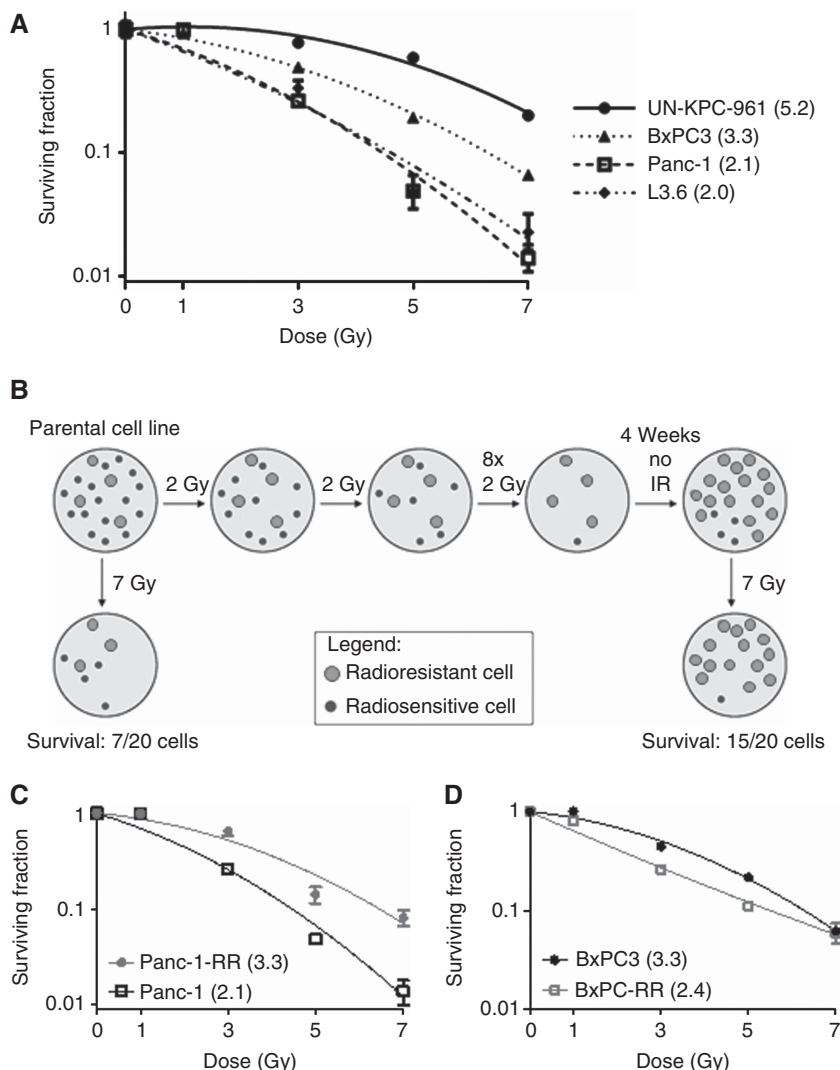 A
Surviving fraction
1
0.1
0.01
0
1
3
5
7
Dose (Gy)
UN-KPC-961 (5.2)
BxPC3 (3.3)
Panc-1 (2.1)
L3.6 (2.0)
B
Parental cell line
2 Gy
2 Gy
8x
2 Gy
4 Weeks
no
IR
7 Gy
7 Gy
Legend:
Radioresistant cell
Radiosensitive cell
Survival: 7/20 cells
Survival: 15/20 cells
C
Surviving fraction
1
0.1
0.01
Panc-1-RR (3.3)
Panc-1 (2.1)
0
1
3
5
7
Dose (Gy)
D
Surviving fraction
1
0.1
0.01
BxPC3 (3.3)
BxPC-RR (2.4)
0
1
3
5
7
Dose (Gy)